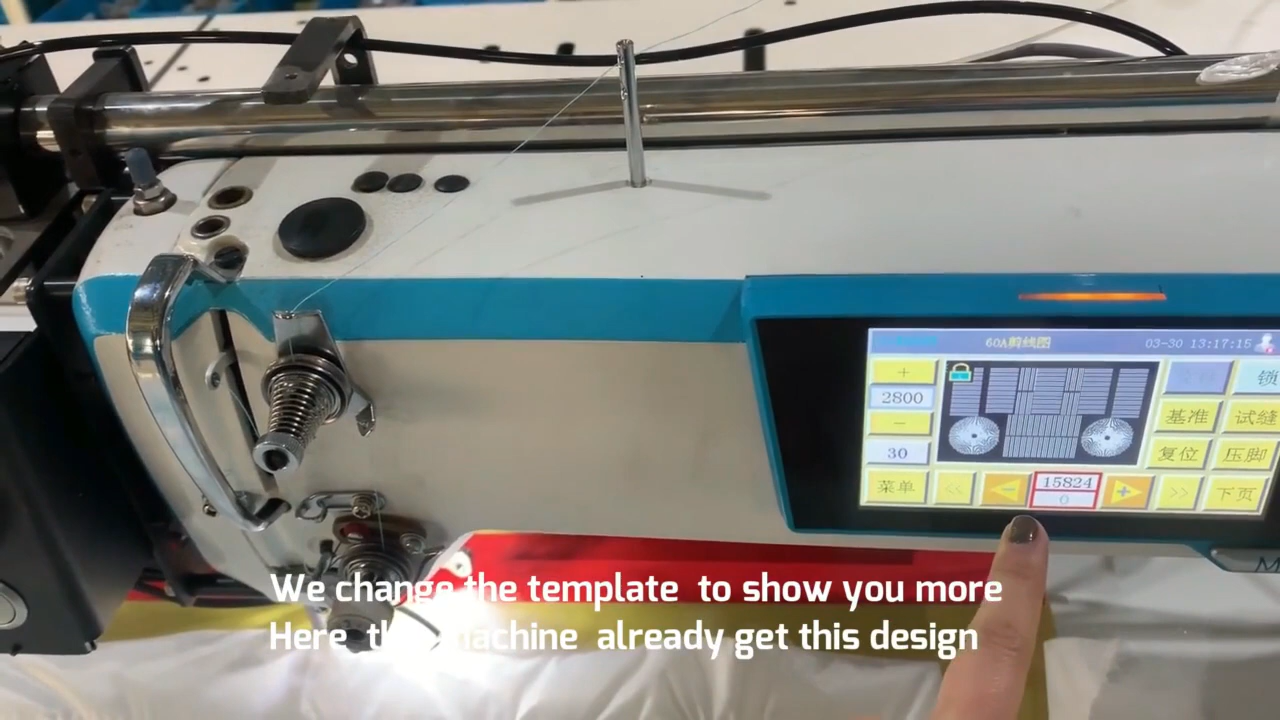 60A剪线图 03-30 13:17:15
+
2800
−
30
锁
基准 试缝
复位 压脚
菜单 << − 15824 + >> 下页
0
M
We change the template to show you more
Here machine already get this design